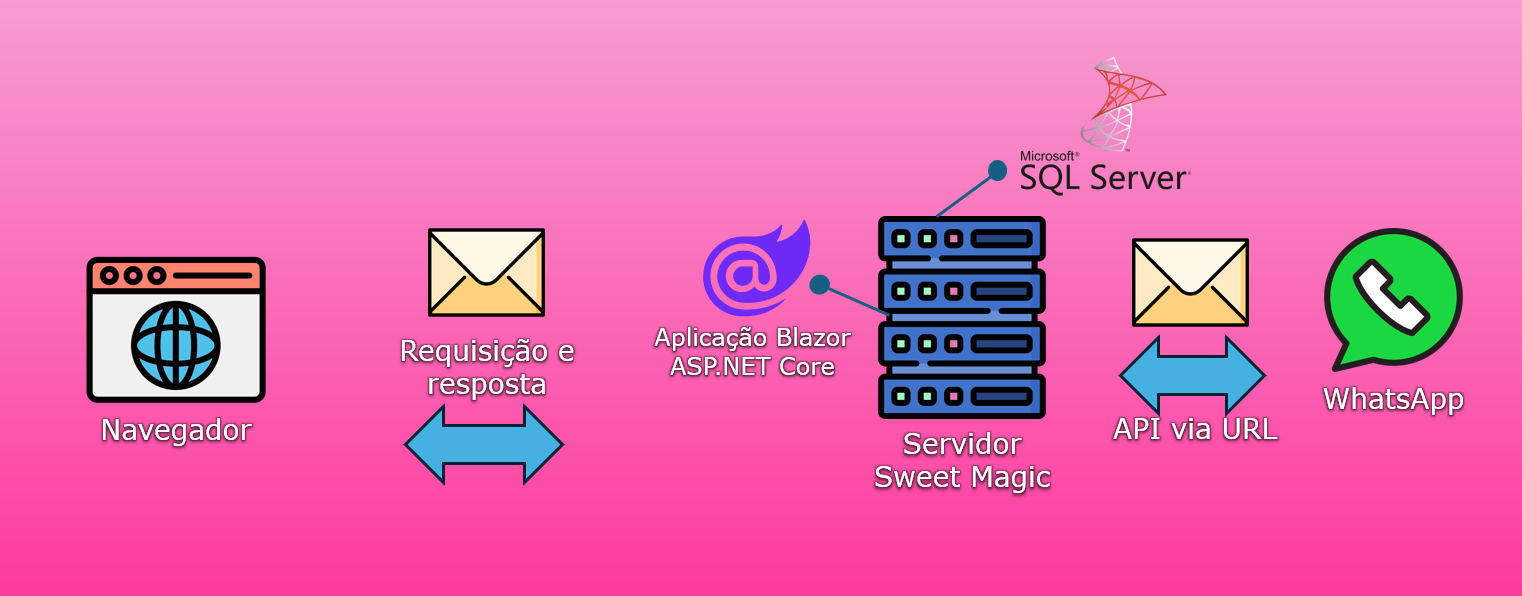 Microsoft®
SQL Server
Aplicação Blazor
ASP.NET Core
Requisição e
resposta
Navegador
Servidor
Sweet Magic
API via URL
WhatsApp